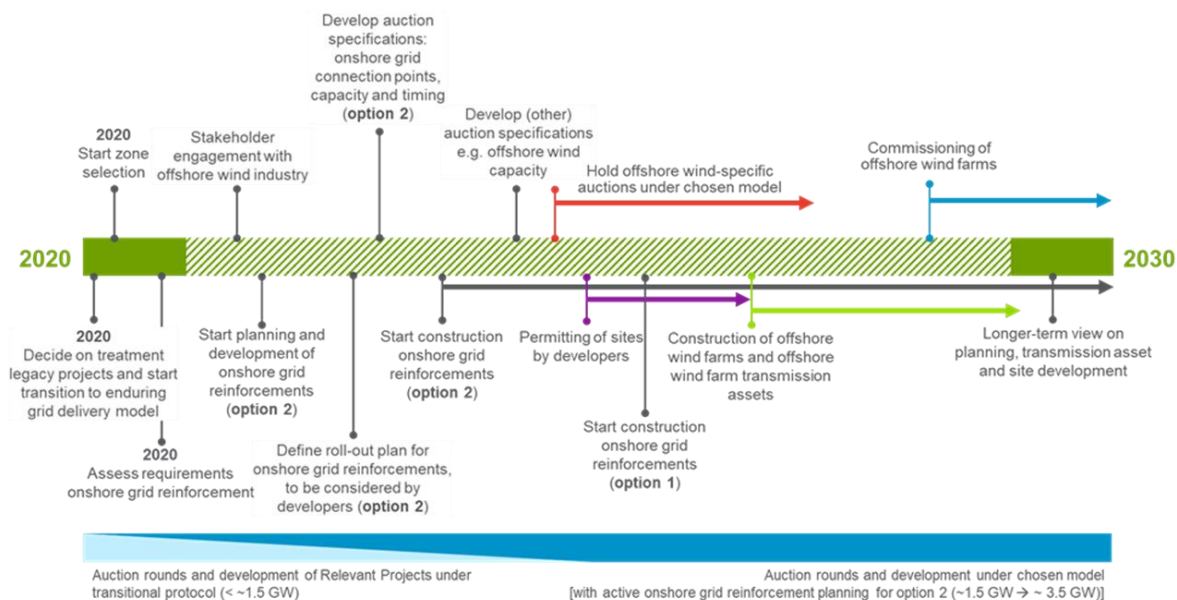 Develop auction
specifications:
onshore grid
connection points,
capacity and timing
(option 2)
2020
Start zone
selection
Stakeholder
engagement with
offshore wind industry
Develop (other)
auction specifications
e.g. offshore wind
capacity
Hold offshore wind-specific
auctions under chosen model
Commissioning of
offshore wind farms
2020
2030
2020
Decide on treatment
legacy projects and start
transition to enduring
grid delivery model
2020
Assess requirements
onshore grid reinforcement
Start planning and
development of
onshore grid
reinforcements
(option 2)
Define roll-out plan for
onshore grid reinforcements,
to be considered by
developers (option 2)
Start construction
onshore grid
reinforcements
(option 2)
Permitting of sites
by developers
Start construction
onshore grid
reinforcements
(option 1)
Construction of offshore
wind farms and offshore
wind farm transmission
assets
Longer-term view on
planning, transmission asset
and site development
Auction rounds and development of Relevant Projects under
transitional protocol (< ~1.5 GW)
Auction rounds and development under chosen model
[with active onshore grid reinforcement planning for option 2 (~1.5 GW → ~ 3.5 GW)]